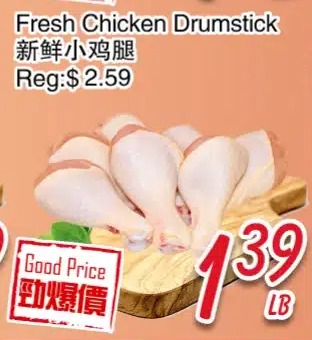 Fresh Chicken Drumstick
新鲜小鸡腿
Reg:$ 2.59
Good Price
勁爆價
1.39
LB